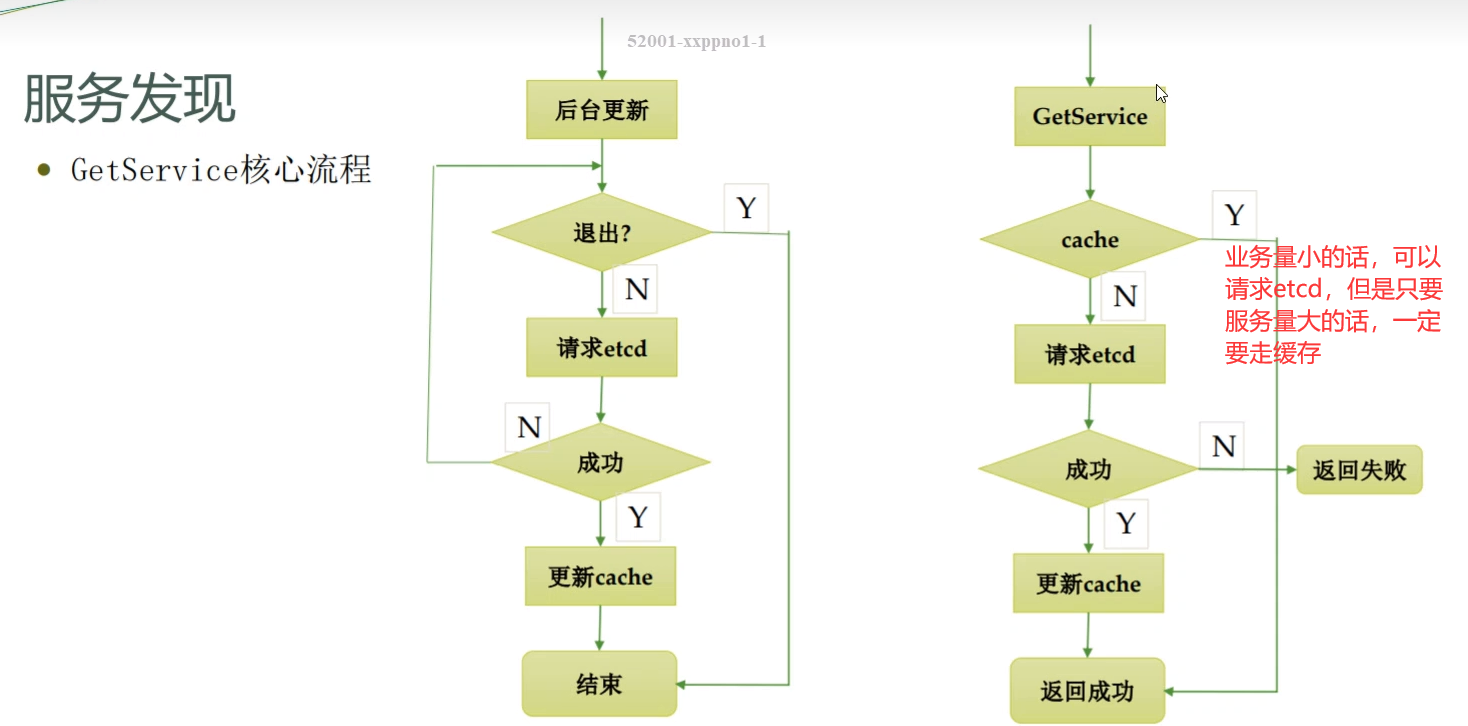 52001-xxppno1-1
服务发现
GetService核心流程
后台更新
退出?
Y
N
请求etcd
N
成功
Y
更新cache
结束
GetService
cache
Y
N
业务量小的话，可以
请求etcd，但是只要
服务量大的话，一定
要走缓存
请求etcd
成功
N
返回失败
Y
更新cache
返回成功